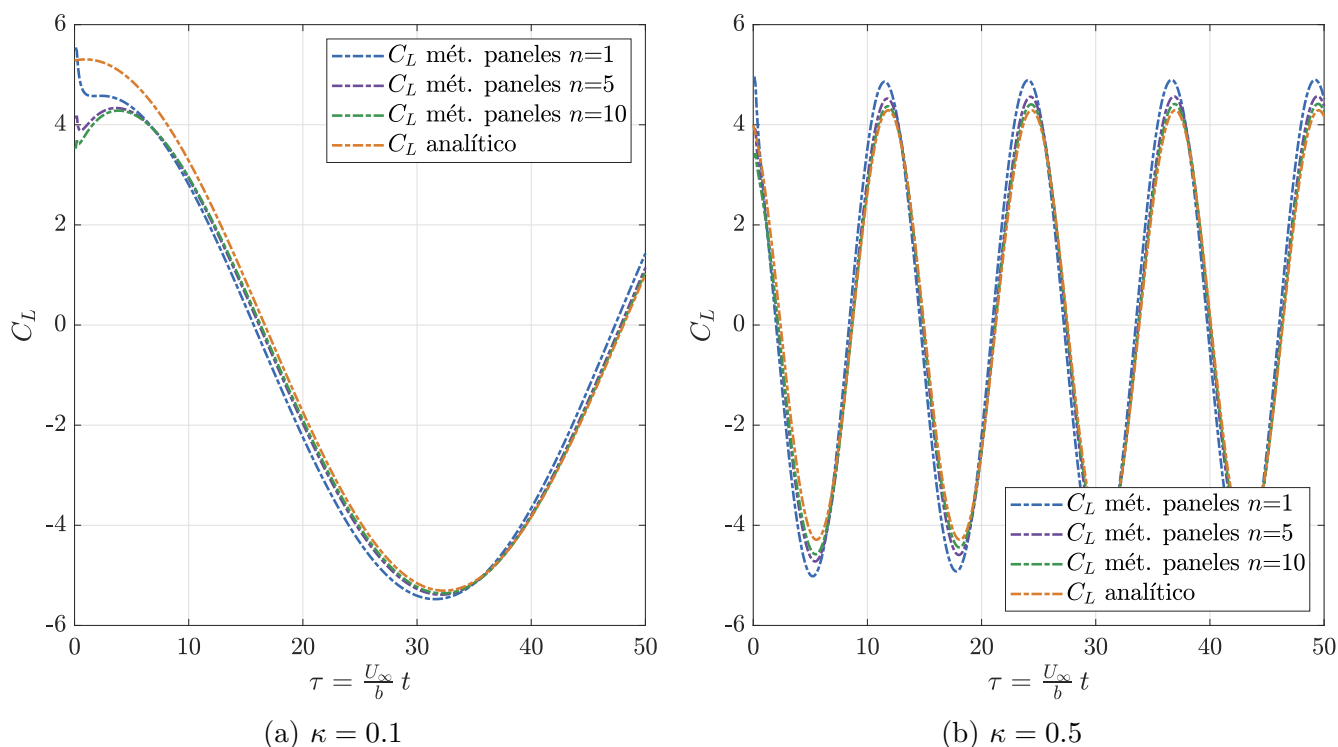 6
4
2
0
-2
-4
-6
C_L
0 10 20 30 40 50
τ = U_∞/b t
C_L mét. paneles n=1
C_L mét. paneles n=5
C_L mét. paneles n=10
C_L analítico
(a) κ = 0.1
6
4
2
0
-2
-4
-6
C_L
0 10 20 30 40 50
τ = U_∞/b t
C_L mét. paneles n=1
C_L mét. paneles n=5
C_L mét. paneles n=10
C_L analítico
(b) κ = 0.5